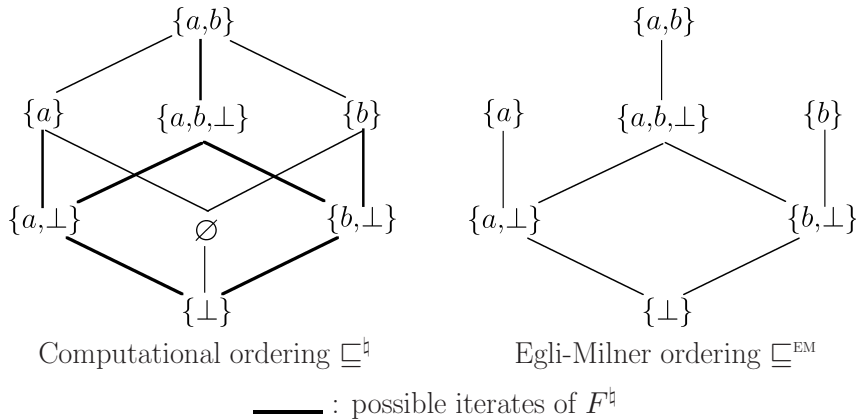 {a,b} {a,b}
{a} {a,b,⊥} {b} {a} {a,b,⊥} {b}
{a,⊥} ∅ {b,⊥} {a,⊥} {b,⊥}
{⊥} {⊥}
Computational ordering ⊑♮ Egli-Milner ordering ⊑EM
: possible iterates of F♮